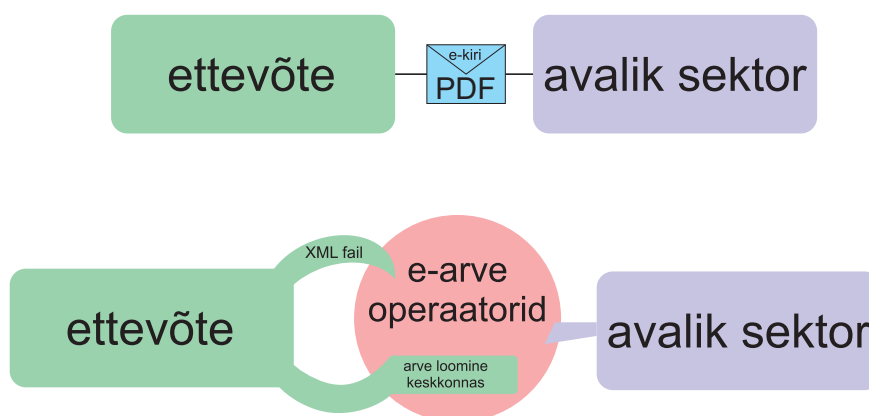 ettevõte
e-kiri
PDF
avalik sektor
XML fail
e-arve
operaatorid
ettevõte
avalik sektor
arve loomine
keskkonnas